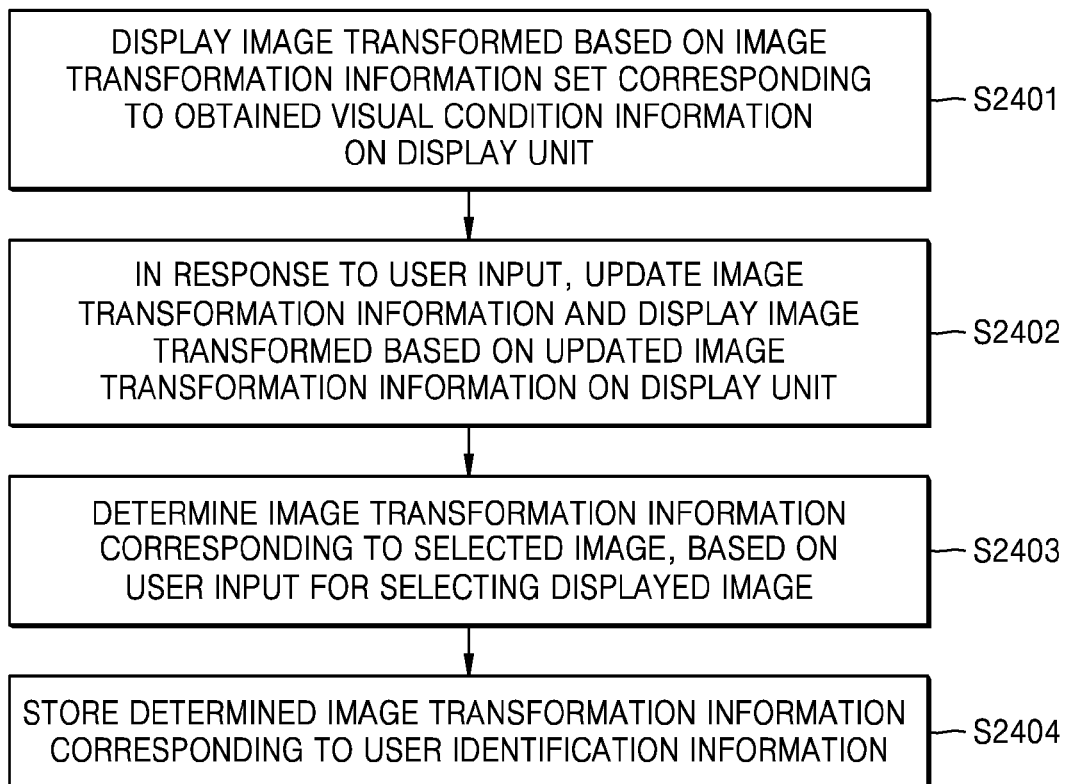 DISPLAY IMAGE TRANSFORMED BASED ON IMAGE
TRANSFORMATION INFORMATION SET CORRESPONDING
TO OBTAINED VISUAL CONDITION INFORMATION
ON DISPLAY UNIT
S2401
IN RESPONSE TO USER INPUT, UPDATE IMAGE
TRANSFORMATION INFORMATION AND DISPLAY IMAGE
TRANSFORMED BASED ON UPDATED IMAGE
TRANSFORMATION INFORMATION ON DISPLAY UNIT
S2402
DETERMINE IMAGE TRANSFORMATION INFORMATION
CORRESPONDING TO SELECTED IMAGE, BASED ON
USER INPUT FOR SELECTING DISPLAYED IMAGE
S2403
STORE DETERMINED IMAGE TRANSFORMATION INFORMATION
CORRESPONDING TO USER IDENTIFICATION INFORMATION
S2404